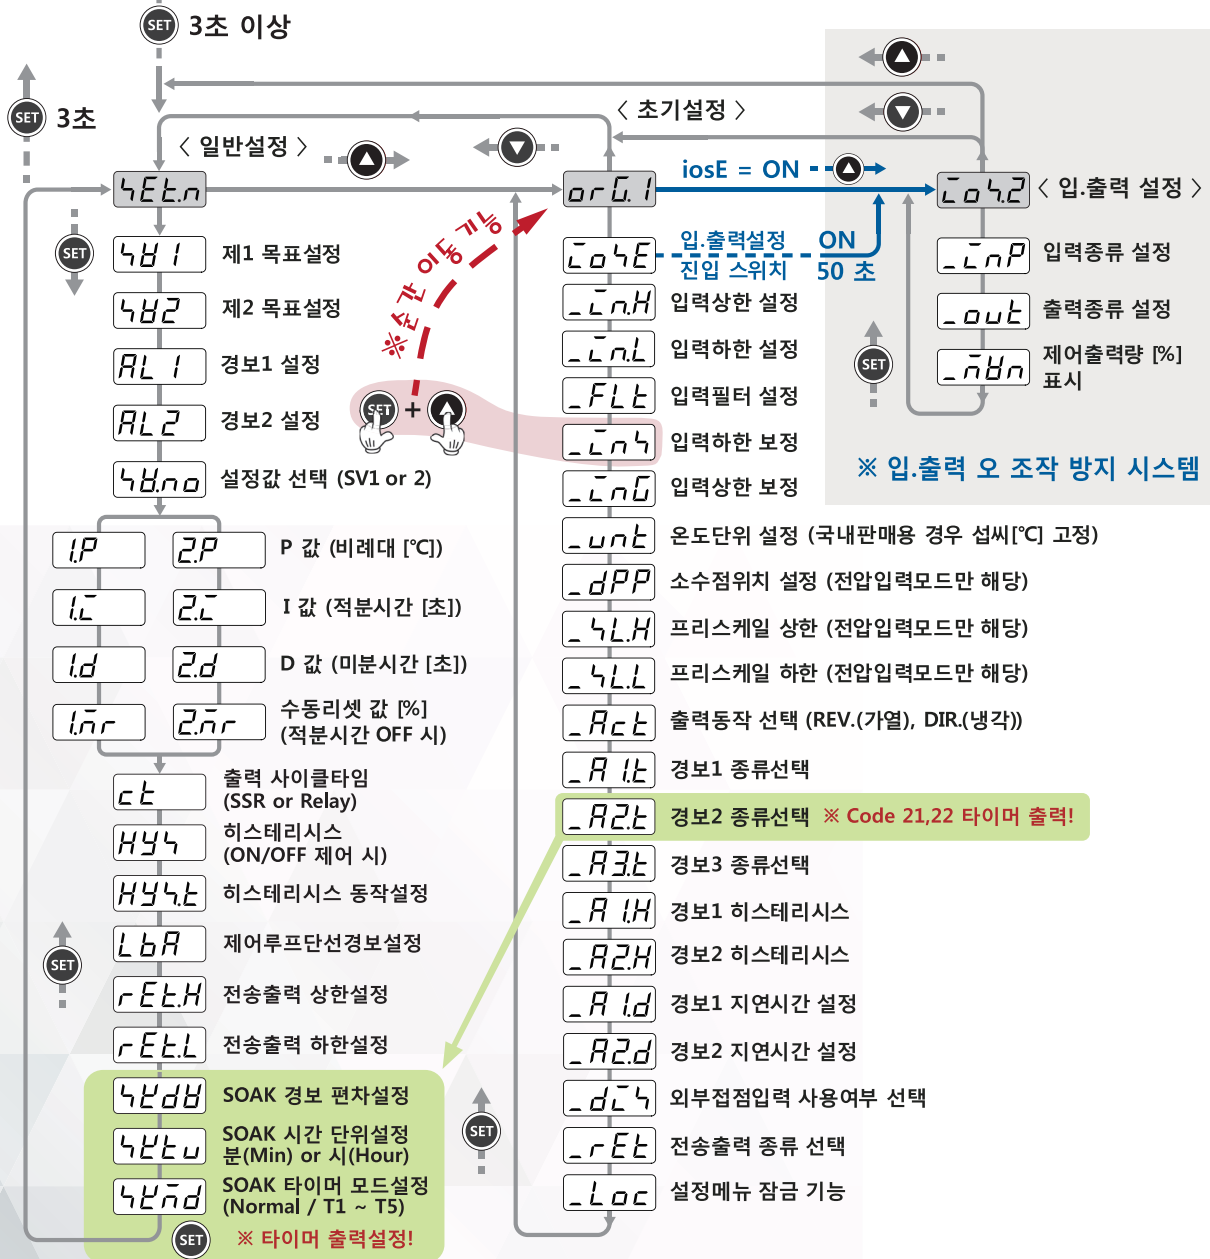 SET 3초 이상
SET 3초
〈 일반설정 〉
〈 초기설정 〉
SEt.n
orG.1
iosE = ON
ioS.2 〈 입.출력 설정 〉
SET
SV1 제1 목표설정
SV2 제2 목표설정
AL1 경보1 설정
AL2 경보2 설정
SV.no 설정값 선택 (SV1 or 2)
1.P 2.P P 값 (비례대 [℃])
1.i 2.i I 값 (적분시간 [초])
1.d 2.d D 값 (미분시간 [초])
1.mr 2.mr 수동리셋 값 [%]
(적분시간 OFF 시)
ct 출력 사이클타임
(SSR or Relay)
HYS 히스테리시스
(ON/OFF 제어 시)
HYS.t 히스테리시스 동작설정
LbA 제어루프단선경보설정
SET
rEt.H 전송출력 상한설정
rEt.L 전송출력 하한설정
SKdV SOAK 경보 편차설정
SKtu SOAK 시간 단위설정
분(Min) or 시(Hour)
SKmd SOAK 타이머 모드설정
(Normal / T1 ~ T5)
SET ※ 타이머 출력설정!
※ 순간 이동 기능
SET +
ioSE 입.출력설정 ON
진입 스위치 50 초
_in.H 입력상한 설정
_in.L 입력하한 설정
_FLt 입력필터 설정
_inS 입력하한 보정
_inG 입력상한 보정
_unt 온도단위 설정 (국내판매용 경우 섭씨[℃] 고정)
_dPP 소수점위치 설정 (전압입력모드만 해당)
_SL.H 프리스케일 상한 (전압입력모드만 해당)
_SL.L 프리스케일 하한 (전압입력모드만 해당)
_Act 출력동작 선택 (REV.(가열), DIR.(냉각))
_A1.t 경보1 종류선택
_A2.t 경보2 종류선택 ※ Code 21,22 타이머 출력!
_A3.t 경보3 종류선택
_A1.H 경보1 히스테리시스
_A2.H 경보2 히스테리시스
_A1.d 경보1 지연시간 설정
_A2.d 경보2 지연시간 설정
_diS 외부접점입력 사용여부 선택
SET
_rEt 전송출력 종류 선택
_Loc 설정메뉴 잠금 기능
_inP 입력종류 설정
_out 출력종류 설정
SET
_mVn 제어출력량 [%]
표시
※ 입.출력 오 조작 방지 시스템